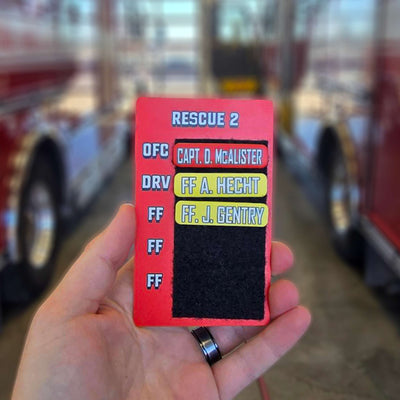 RESCUE 2
OFC CAPT. D. McALISTER
DRV FF A. HECHT
FF FF. J. GENTRY
FF
FF